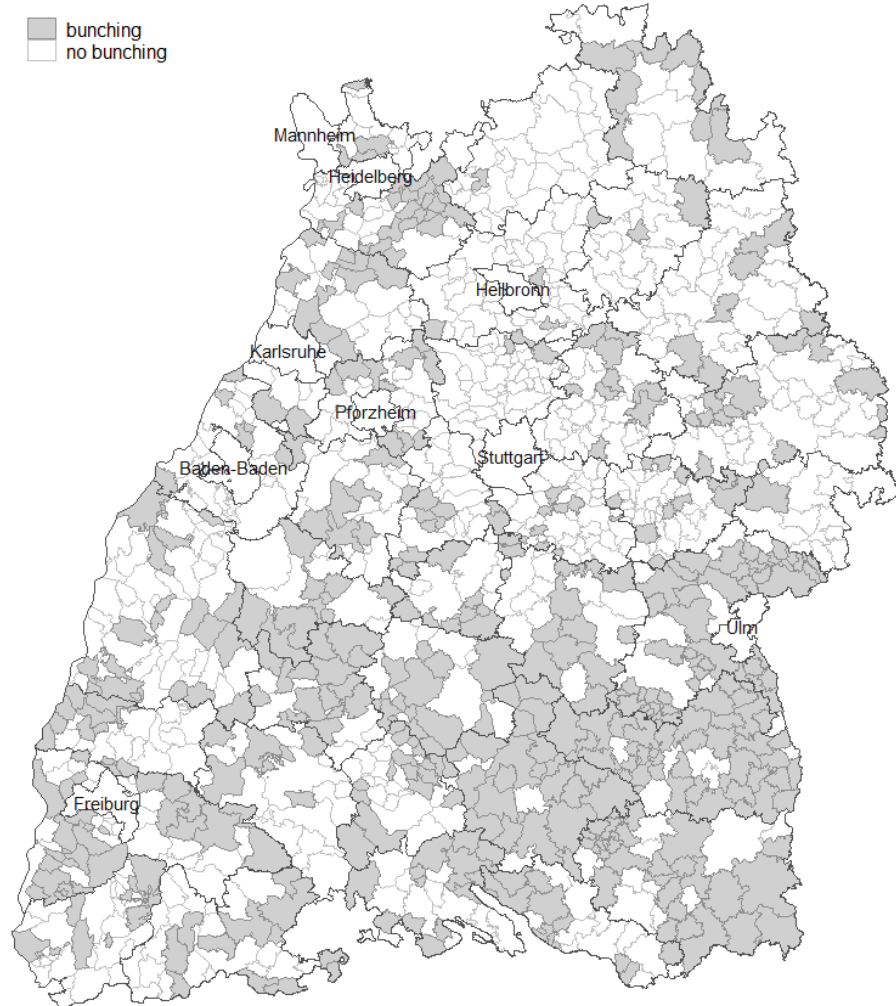 bunching
no bunching
Mannheim
Heidelberg
Heilbronn
Karlsruhe
Pforzheim
Stuttgart
Baden-Baden
Ulm
Freiburg